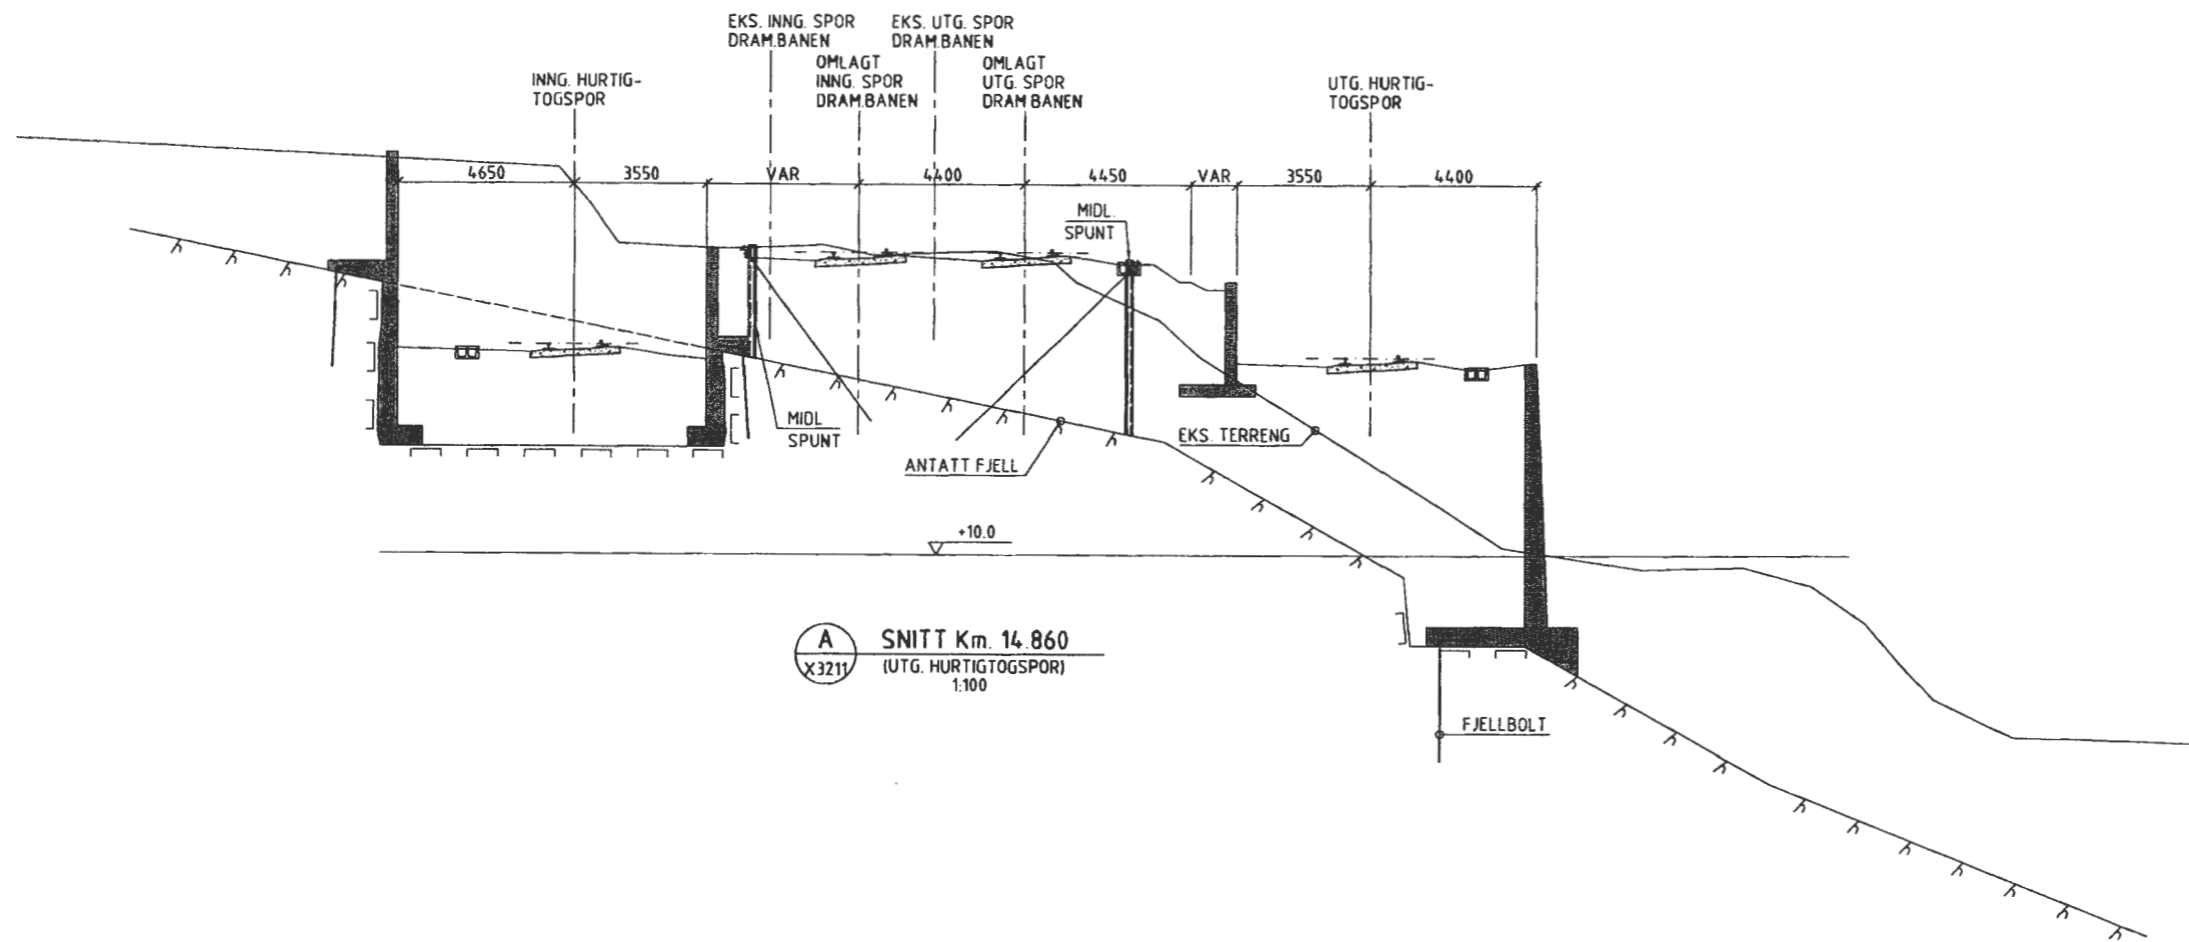 EKS. INNG. SPOR
DRAM.BANEN
EKS. UTG. SPOR
DRAM.BANEN
OMLAGT
INNG. SPOR
DRAM.BANEN
OMLAGT
UTG. SPOR
DRAM BANEN
INNG. HURTIG-
TOGSPOR
UTG. HURTIG-
TOGSPOR
4650
3550
VAR
4400
4450
VAR
3550
4400
MIDL.
SPUNT
MIDL
SPUNT
ANTATT FJELL
EKS. TERRENG
+10.0
A
X3211
SNITT Km. 14.860
(UTG. HURTIGTOGSPOR)
1:100
FJELLBOLT